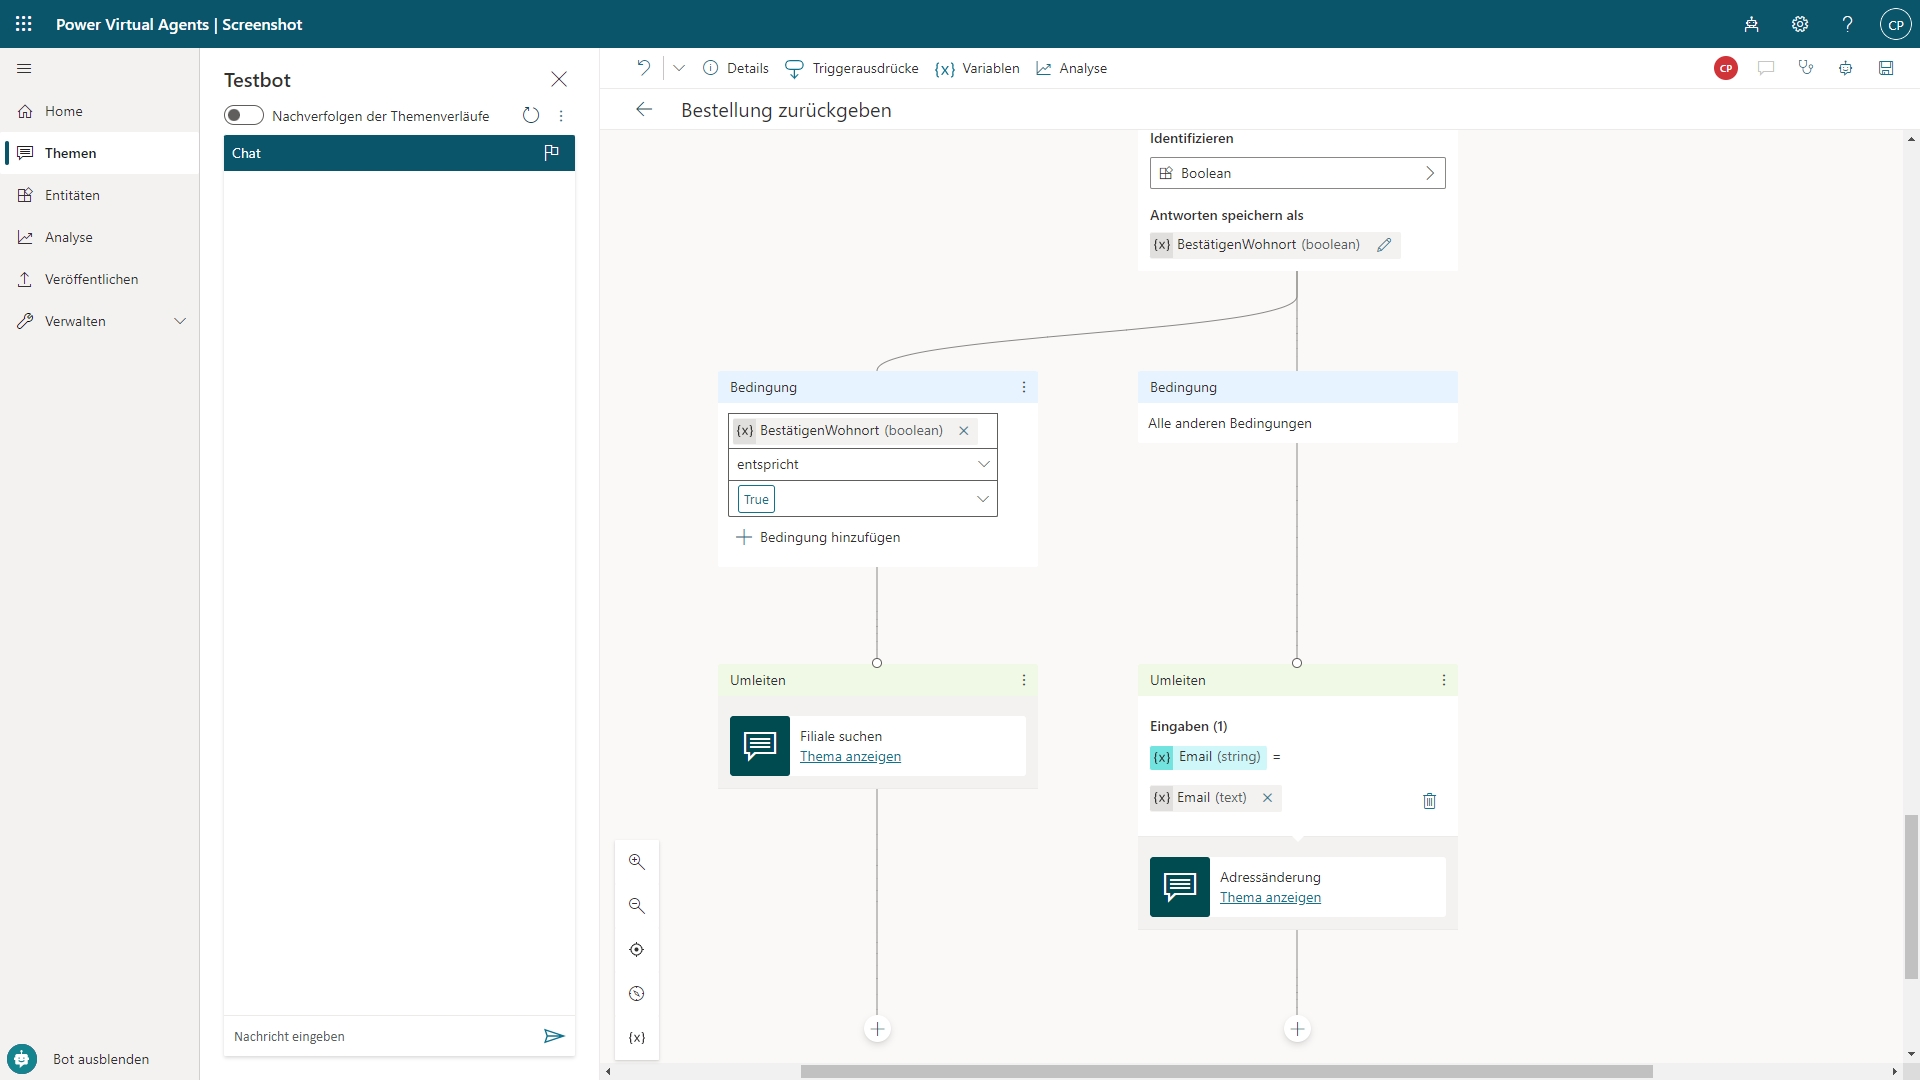 Power Virtual Agents | Screenshot
CP
Home
Themen
Entitäten
Analyse
Veröffentlichen
Verwalten
Bot ausblenden
Testbot
Nachverfolgen der Themenverläufe
Chat
Nachricht eingeben
Details
Triggerausdrücke
{x} Variablen
Analyse
CP
Bestellung zurückgeben
Identifizieren
Boolean
Antworten speichern als
{x} BestätigenWohnort (boolean)
Bedingung
{x} BestätigenWohnort (boolean)
entspricht
True
Bedingung hinzufügen
Bedingung
Alle anderen Bedingungen
Umleiten
Filiale suchen
Thema anzeigen
Umleiten
Eingaben (1)
{x} Email (string) =
{x} Email (text)
Adressänderung
Thema anzeigen
{x}